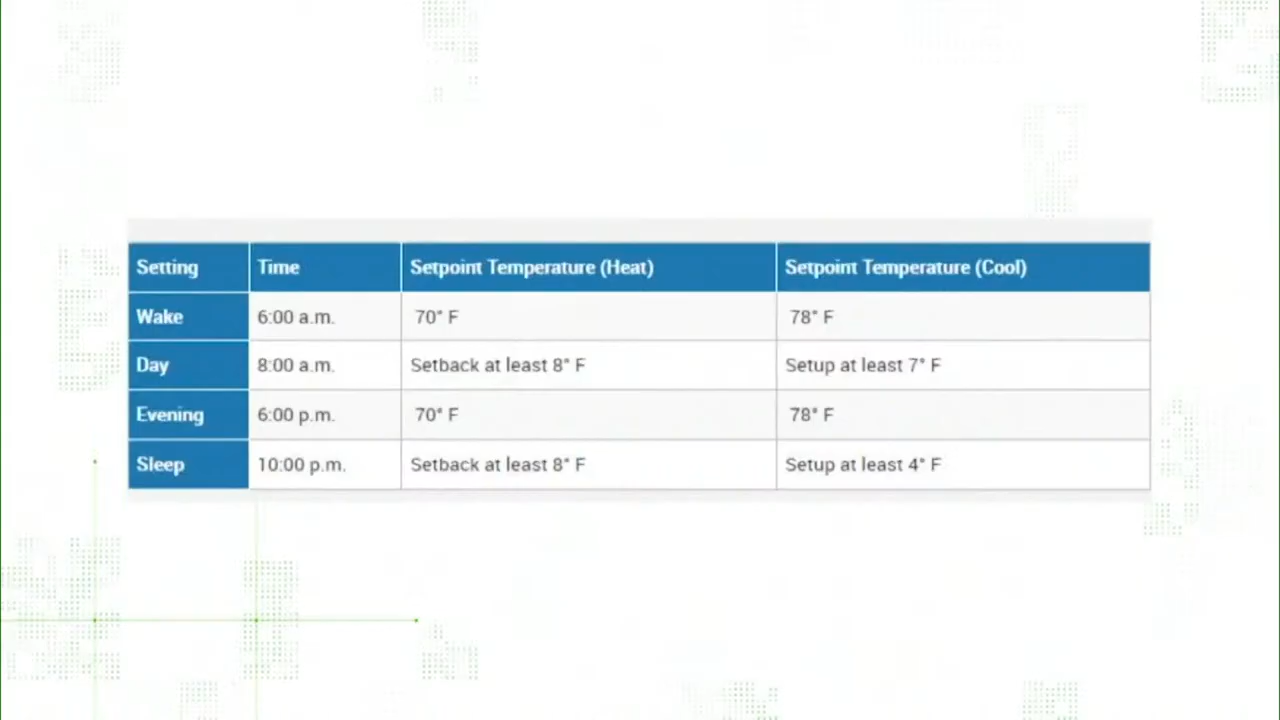 Setting Time Setpoint Temperature (Heat) Setpoint Temperature (Cool)
Wake 6:00 a.m. 70° F 78° F
Day 8:00 a.m. Setback at least 8° F Setup at least 7° F
Evening 6:00 p.m. 70° F 78° F
Sleep 10:00 p.m. Setback at least 8° F Setup at least 4° F